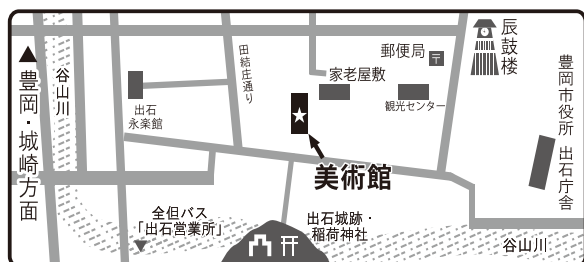 ▲豊岡・城崎方面
谷山川
出石
永楽館
田結庄通り
家老屋敷
郵便局
〒
観光センター
辰鼓楼
豊岡市役所 出石庁舎
★
美術館
全但バス
「出石営業所」
出石城跡・
稲荷神社
谷山川